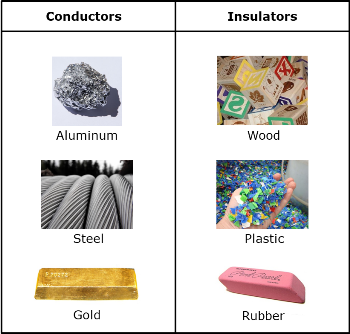 Conductors
Insulators
Aluminum
Wood
Steel
Plastic
Gold
Rubber